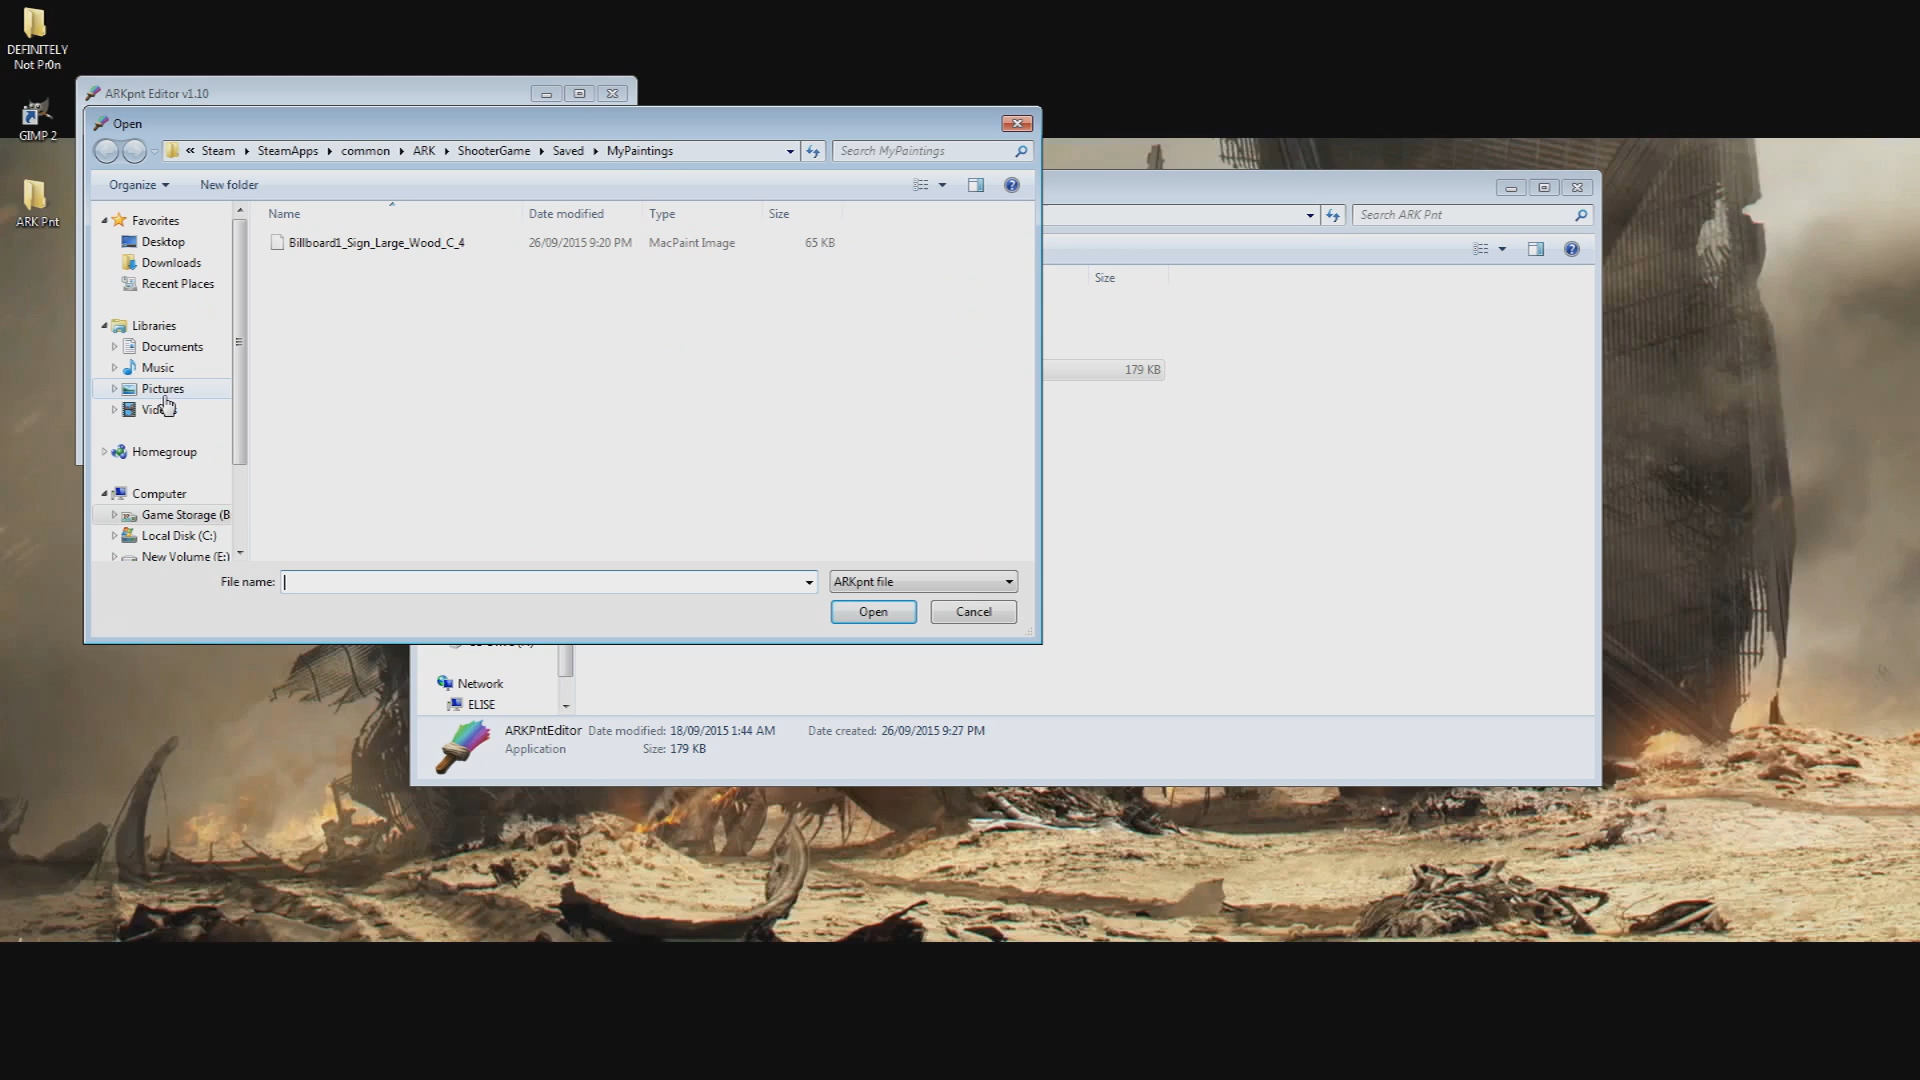 DEFINITELY
Not Pr0n
GIMP 2
ARK Pnt
ARKpnt Editor v1.10
Open
« Steam SteamApps common ARK ShooterGame Saved MyPaintings
Search MyPaintings
Organize
New folder
Favorites
Desktop
Downloads
Recent Places
Libraries
Documents
Music
Pictures
Homegroup
Computer
Game Storage (B
Local Disk (C:)
New Volume (E:)
Name Date modified Type Size
Billboard1_Sign_Large_Wood_C_4 26/09/2015 9:20 PM MacPaint Image 65 KB
File name:
ARKpnt file
Open
Cancel
Search ARK Pnt
Size
179 KB
Network
ELISE
ARKPntEditor Date modified: 18/09/2015 1:44 AM Date created: 26/09/2015 9:27 PM
Application Size: 179 KB